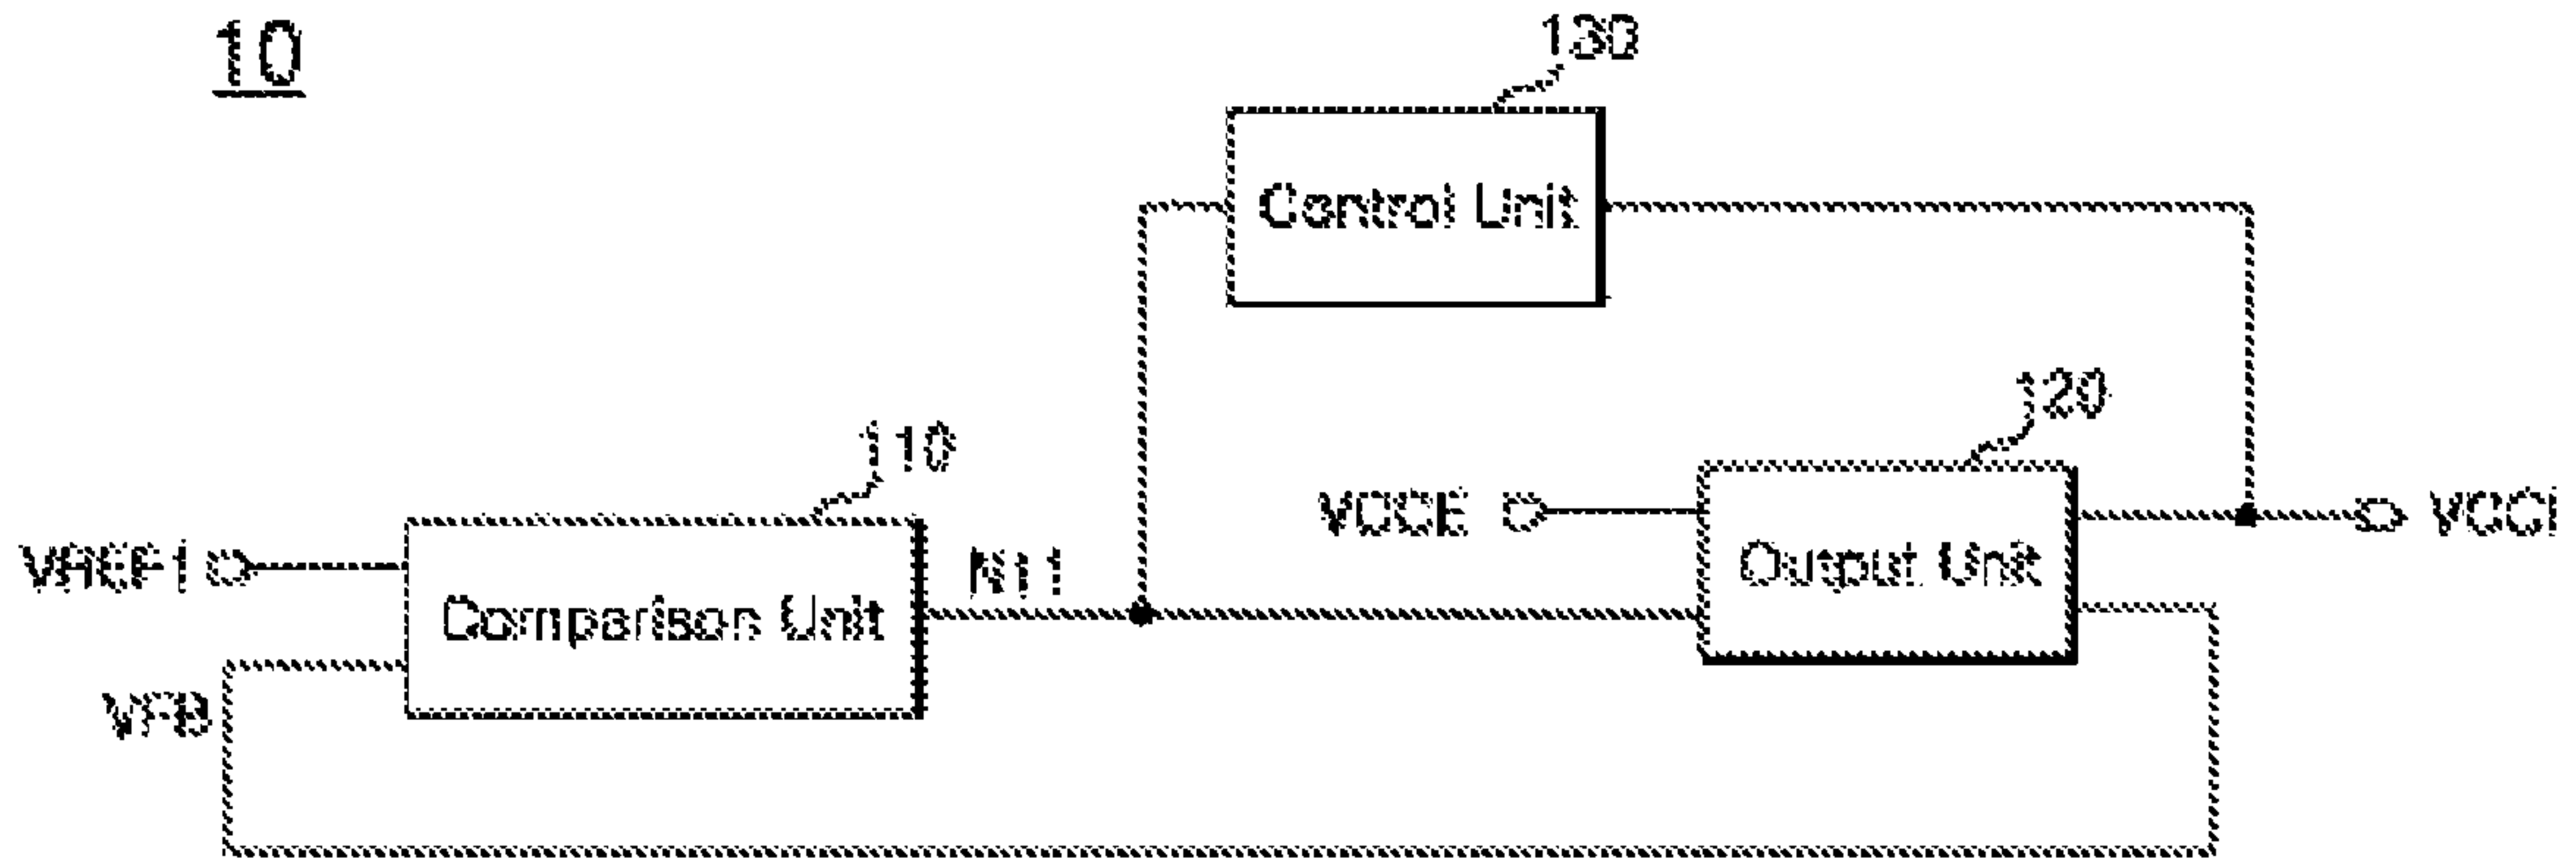 10
130
Control Unit
120
110
VCCE
VCCI
VREF1
N11
Output Unit
Comparison Unit
VFB